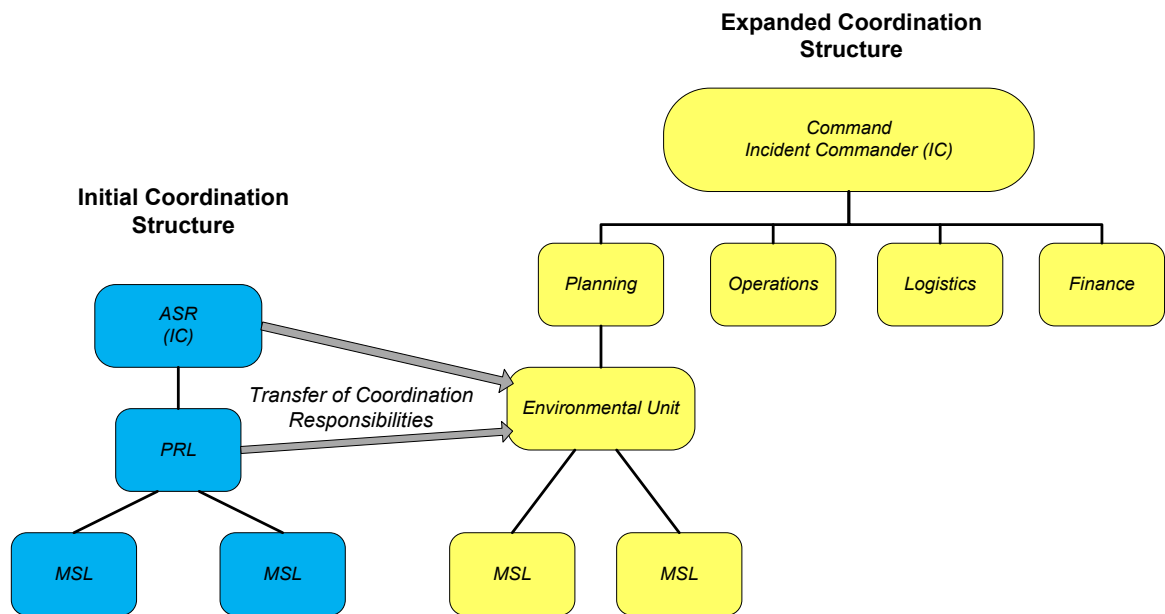 Expanded Coordination
Structure
Command
Incident Commander (IC)
Initial Coordination
Structure
Planning
Operations
Logistics
Finance
ASR
(IC)
Transfer of Coordination
Responsibilities
Environmental Unit
PRL
MSL
MSL
MSL
MSL